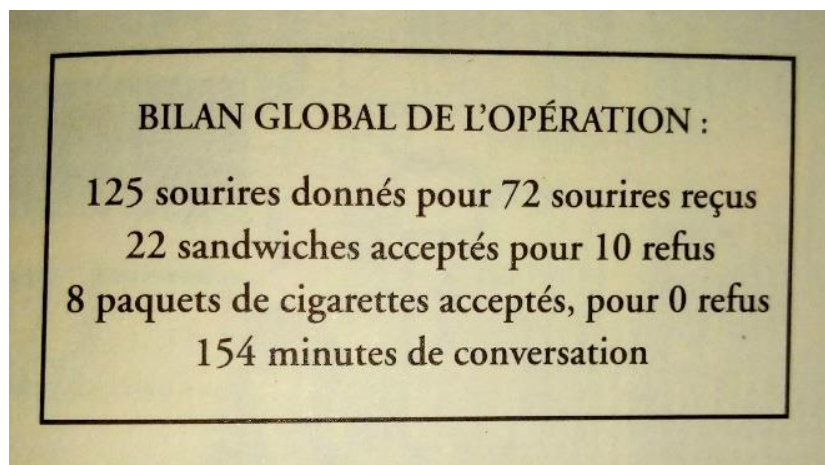 BILAN GLOBAL DE L'OPÉRATION :
125 sourires donnés pour 72 sourires reçus
22 sandwiches acceptés pour 10 refus
8 paquets de cigarettes acceptés, pour 0 refus
154 minutes de conversation